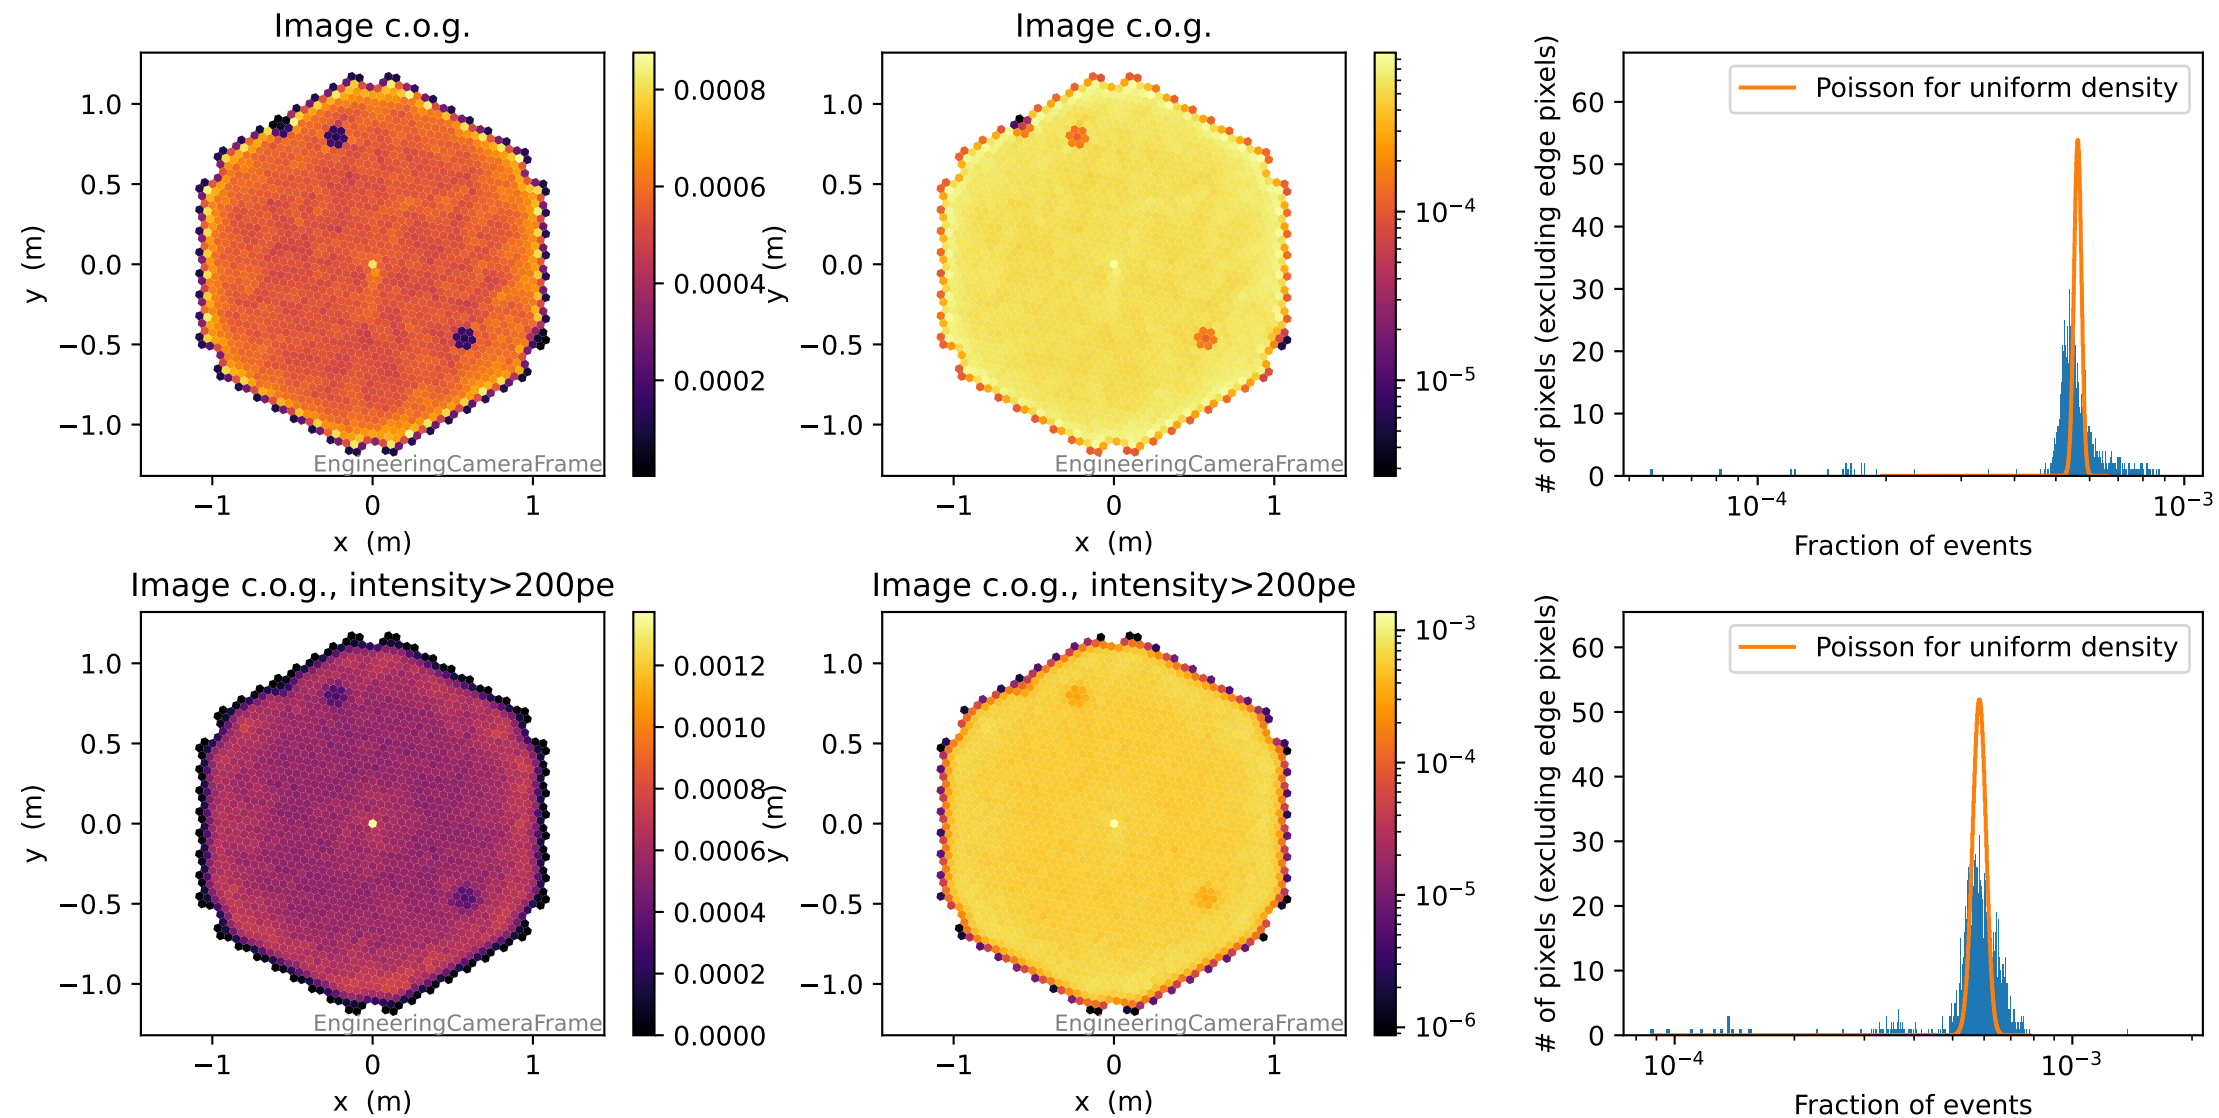 Image c.o.g.
y (m)
1.0
0.5
0.0
−0.5
−1.0
−1 0 1
x (m)
EngineeringCameraFrame
0.0008
0.0006
0.0004
0.0002
Image c.o.g.
y (m)
1.0
0.5
0.0
−0.5
−1.0
−1 0 1
x (m)
EngineeringCameraFrame
10−4
10−5
# of pixels (excluding edge pixels)
60
50
40
30
20
10
0
Poisson for uniform density
10−4 10−3
Fraction of events
Image c.o.g., intensity>200pe
y (m)
1.0
0.5
0.0
−0.5
−1.0
−1 0 1
x (m)
EngineeringCameraFrame
0.0012
0.0010
0.0008
0.0006
0.0004
0.0002
0.0000
Image c.o.g., intensity>200pe
y (m)
1.0
0.5
0.0
−0.5
−1.0
−1 0 1
x (m)
EngineeringCameraFrame
10−3
10−4
10−5
10−6
# of pixels (excluding edge pixels)
60
50
40
30
20
10
0
Poisson for uniform density
10−4 10−3
Fraction of events